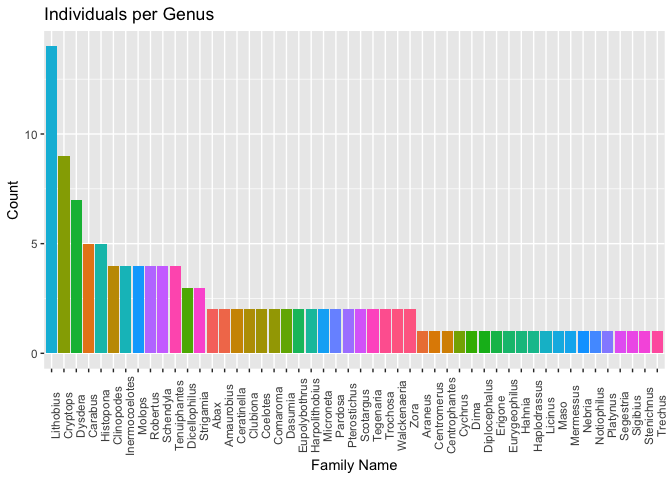 Individuals per Genus
Count
10
5
0
Lithobius
Cryptops
Dysdera
Carabus
Histopona
Clinopodes
Inermocoelotes
Molops
Robertus
Schendyla
Tenuiphantes
Dicellophilus
Strigamia
Abax
Amaurobius
Ceratinella
Clubiona
Coelotes
Comaroma
Dasumia
Eupolybothrus
Harpolithobius
Microneta
Pardosa
Pterostichus
Scotargus
Tegenaria
Trochosa
Walckenaeria
Zora
Araneus
Centromerus
Centrophantes
Cychrus
Dima
Diplocephalus
Erigone
Eurygeophilus
Hahnia
Haplodrassus
Licinus
Maso
Mermessus
Nebria
Notiophilus
Platynus
Segestria
Sigibius
Stenichnus
Trechus
Family Name